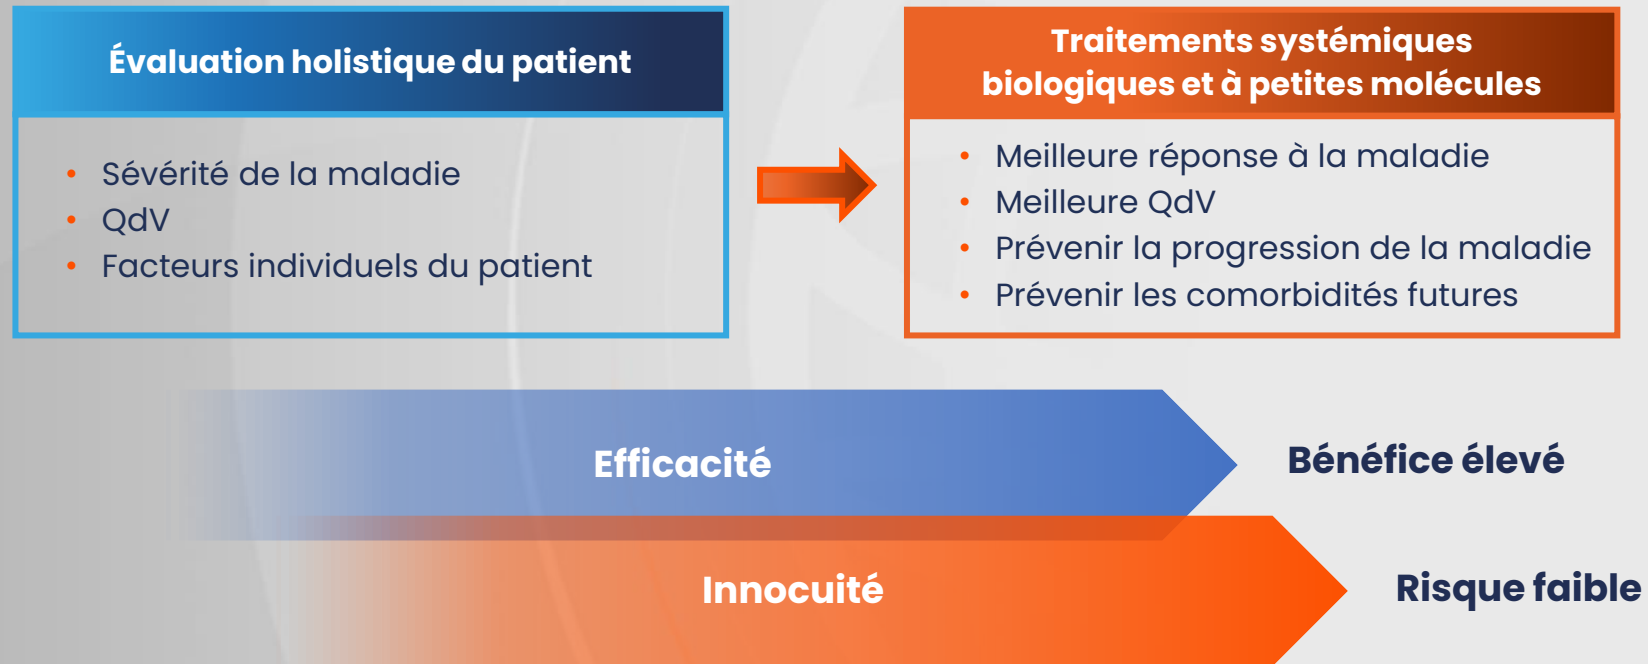 Évaluation holistique du patient
• Sévérité de la maladie
• QdV
• Facteurs individuels du patient
Traitements systémiques
biologiques et à petites molécules
• Meilleure réponse à la maladie
• Meilleure QdV
• Prévenir la progression de la maladie
• Prévenir les comorbidités futures
Efficacité
Bénéfice élevé
Innocuité
Risque faible